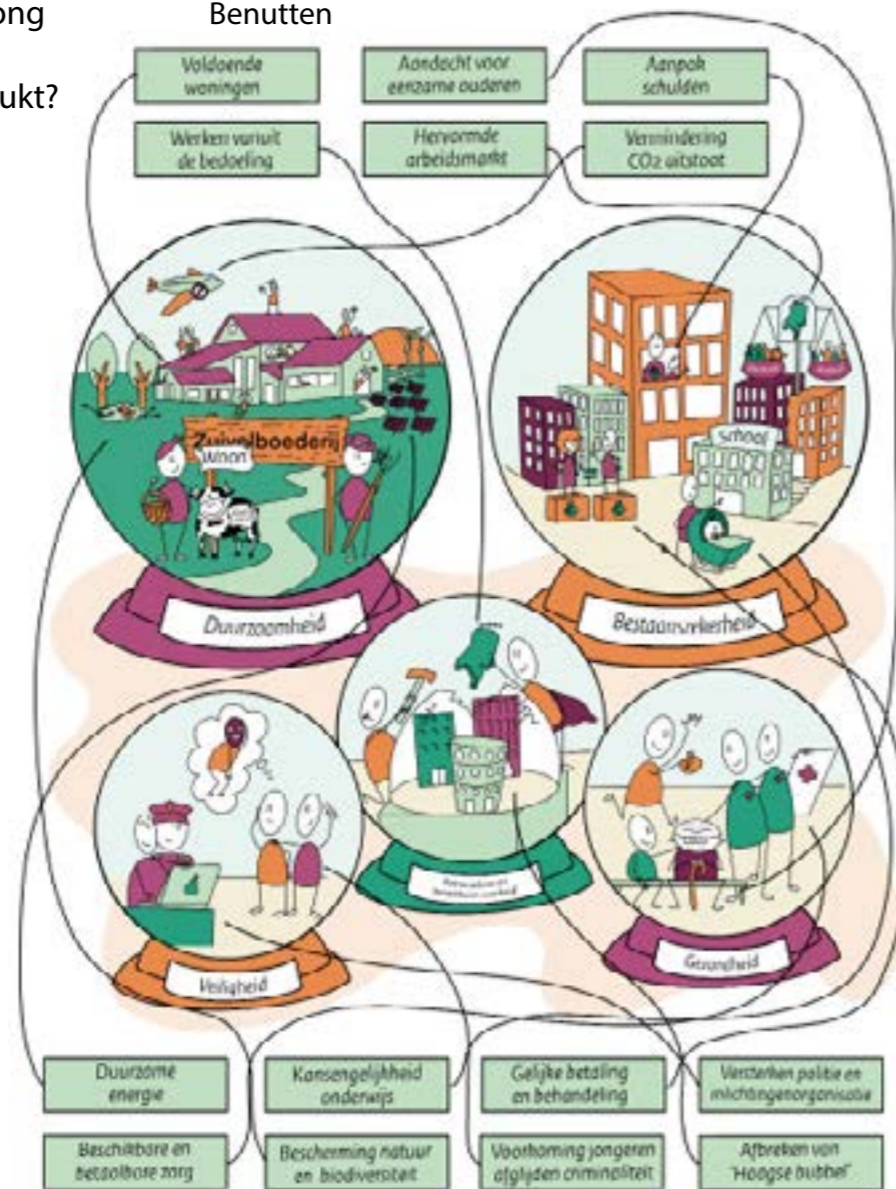 ong
Benutten
ukt?
Voldoende
woningen
Aandacht voor
eenzame ouderen
Aanpak
schulden
Werken vanuit
de bedoeling
Hervormde
arbeidsmarkt
Vermindering
CO2 uitstoot
Zuivelboederij
Woon
school
Duurzaamheid
Bestaanszekerheid
Veiligheid
Gezondheid
Duurzame
energie
Kansengelijkheid
onderwijs
Gelijke betaling
en behandeling
Versterken politie en
inlichtingenorganisatie
Beschikbare en
betaalbare zorg
Bescherming natuur
en biodiversiteit
Voorkoming jongeren
afglijden criminaliteit
Afbreken van
"Haagse bubbel"